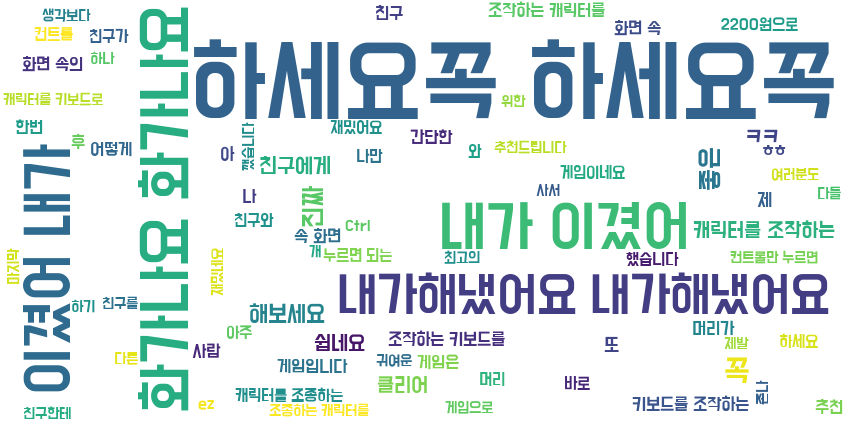 생각보다
친구
조작하는 캐릭터를
컨트롤
친구가
화면 속
2200원으로
화면 속의
하나
화가나요 화가나요
하세요꼭 하세요꼭
캐릭터를 키보드로
위한
한번
후
어떻게
깼습니다
재밌어요
간단한
ㅋㅋ
ㅎㅎ
아
친구에게
나만
와
추천드립니다
좋은
이겼어 내가
게임이네요
여러분도
나
진짜
사서
제
다들
친구와
Ctrl
내가 이겼어
캐릭터를 조작하는
속 화면
개
누르면 되는
최고의
했습니다
컨트롤만 누르면
마지막
재밌네요
내가해냈어요 내가해냈어요
하기
친구를
해보세요
아주
머리가
사람
쉽네요
조작하는 키보드를
또
제발
하세요
다른
게임입니다
귀여운
게임은
꼭
클리어
머리
바로
존나
캐릭터를 조종하는
ez
조종하는 캐릭터를
게임으로
키보드를 조작하는
추천
친구한테